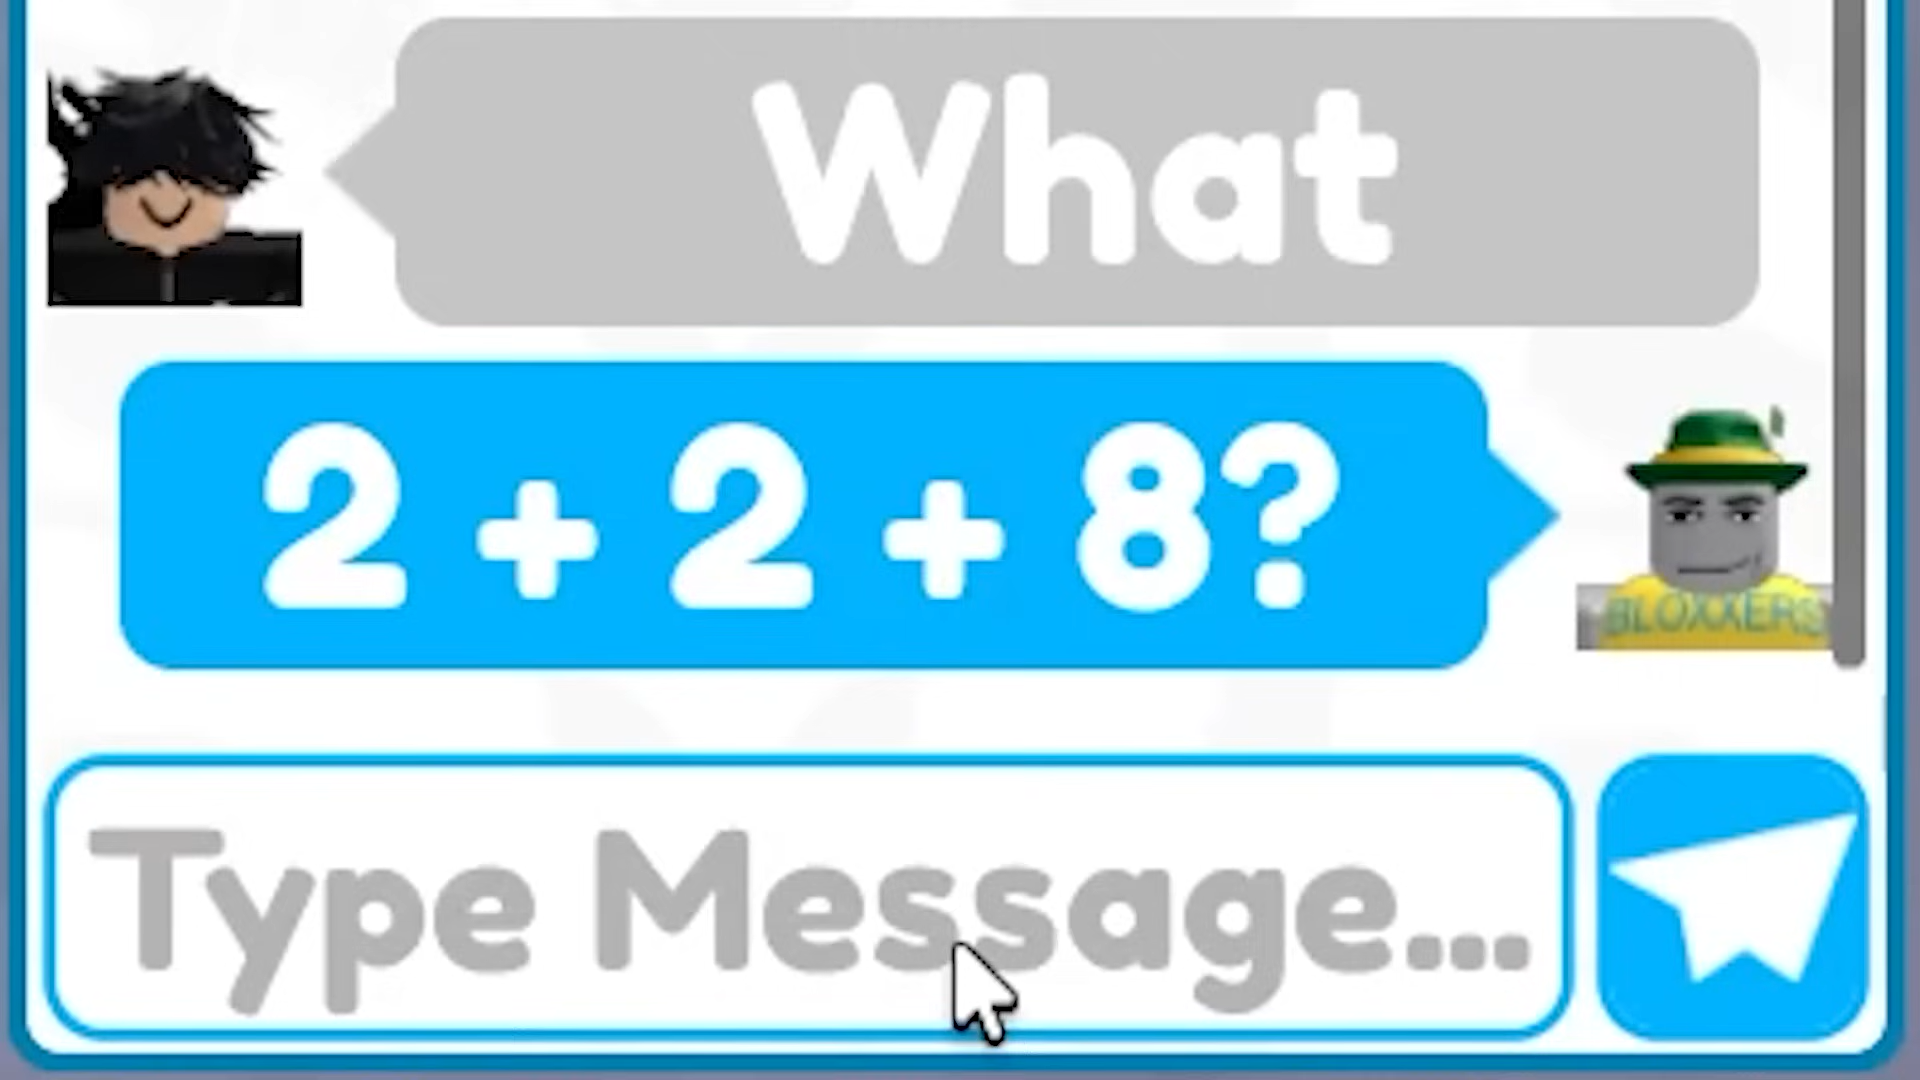 What
2 + 2 + 8?
BLOXXERS
Type Message...